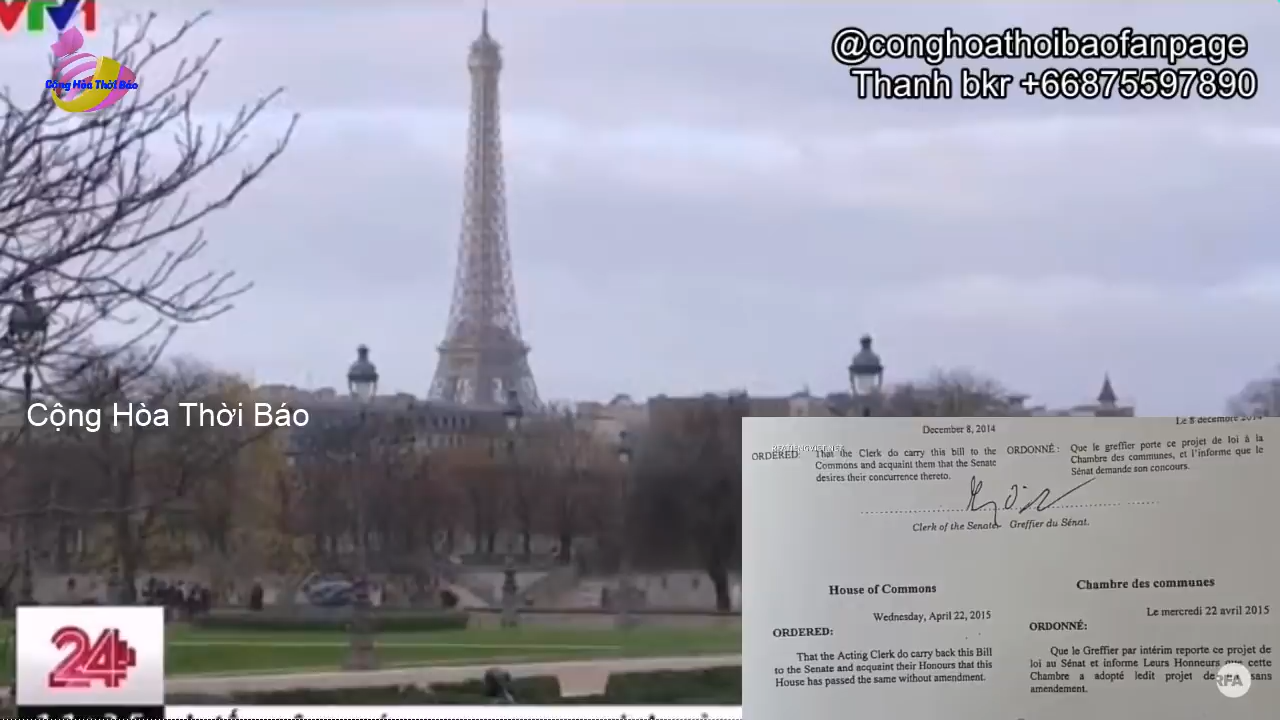 VTV1
Cộng Hòa Thời Báo
@conghoathoibaofanpage
Thanh bkr +66875597890
Cộng Hòa Thời Báo
24+
December 8, 2014
Le 8 décembre 2014
ORDERED:
That the Clerk do carry this bill to the
Commons and acquaint them that the Senate
desires their concurrence thereto.
ORDONNÉ :
Que le greffier porte ce projet de loi à la
Chambre des communes, et l'informe que le
Sénat demande son concours.
Clerk of the Senate Greffier du Sénat.
House of Commons
Chambre des communes
Wednesday, April 22, 2015
Le mercredi 22 avril 2015
ORDERED:
ORDONNÉ:
That the Acting Clerk do carry back this Bill
to the Senate and acquaint their Honours that this
House has passed the same without amendment.
Que le Greffier par intérim reporte ce projet de
loi au Sénat et informe Leurs Honneurs que cette
Chambre a adopté ledit projet de sans
amendement.
RFA